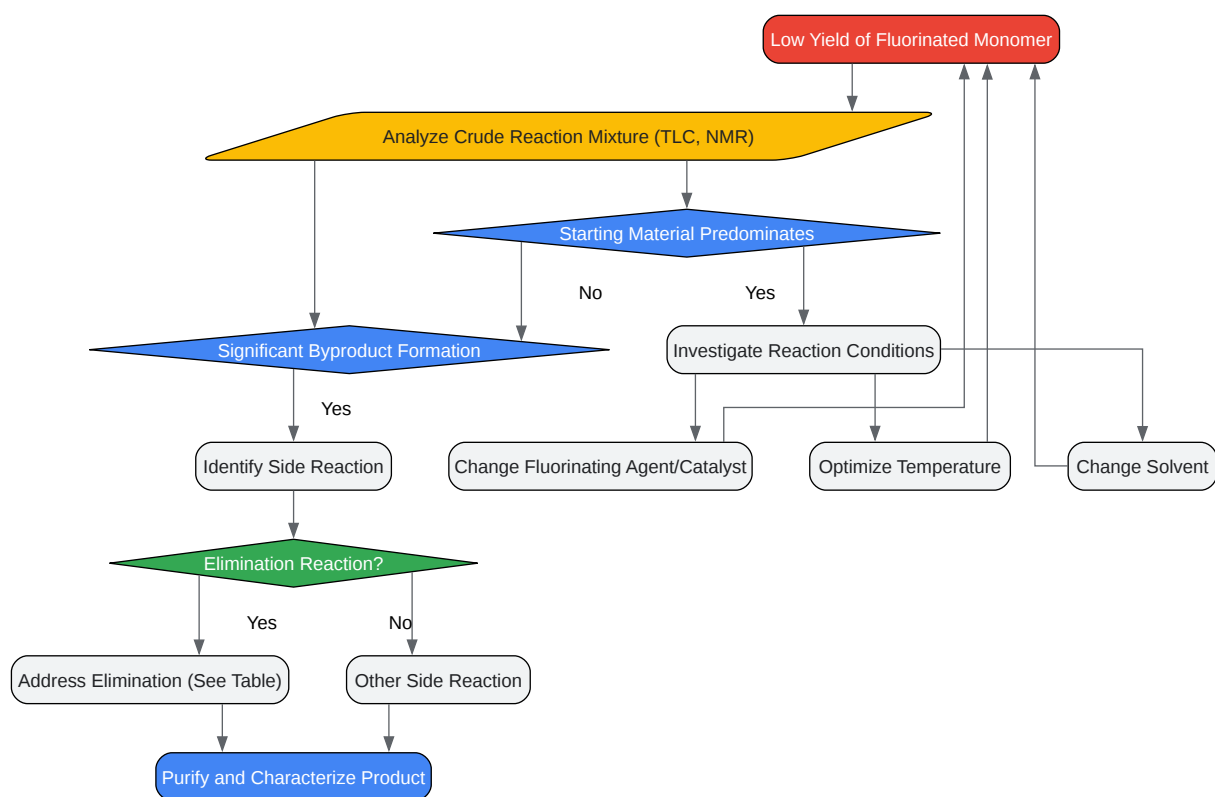 Low Yield of Fluorinated Monomer
Analyze Crude Reaction Mixture (TLC, NMR)
Starting Material Predominates
No
Yes
Significant Byproduct Formation
Investigate Reaction Conditions
Yes
Identify Side Reaction
Change Fluorinating Agent/Catalyst
Optimize Temperature
Change Solvent
Elimination Reaction?
Yes
No
Address Elimination (See Table)
Other Side Reaction
Purify and Characterize Product